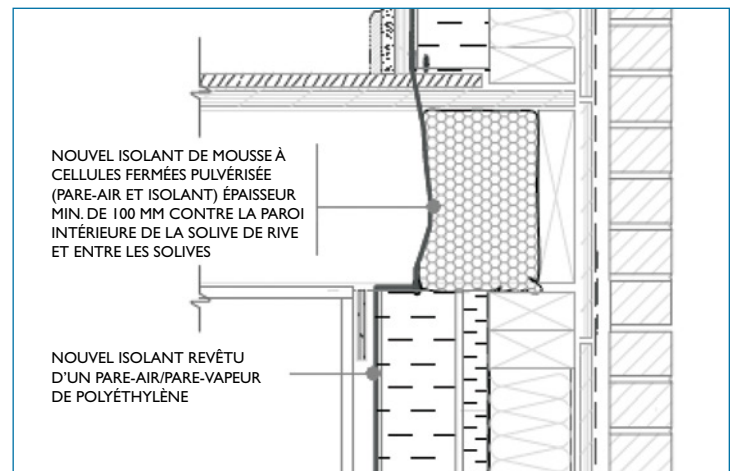 NOUVEL ISOLANT DE MOUSSE À
CELLULES FERMÉES PULVÉRISÉE
(PARE-AIR ET ISOLANT) ÉPAISSEUR
MIN. DE 100 MM CONTRE LA PAROI
INTÉRIEURE DE LA SOLIVE DE RIVE
ET ENTRE LES SOLIVES
NOUVEL ISOLANT REVÊTU
D'UN PARE-AIR/PARE-VAPEUR
DE POLYÉTHYLÈNE